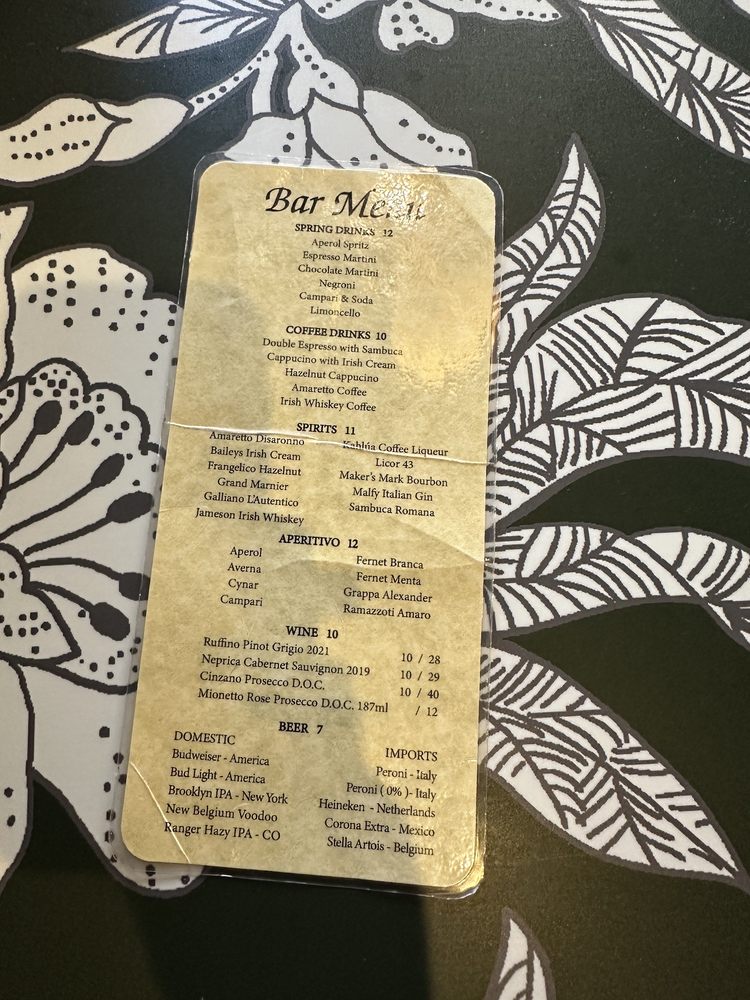 Bar Menu
SPRING DRINKS 12
Aperol Spritz
Espresso Martini
Chocolate Martini
Negroni
Campari & Soda
Limoncello
COFFEE DRINKS 10
Double Espresso with Sambuca
Cappucino with Irish Cream
Hazelnut Cappucino
Amaretto Coffee
Irish Whiskey Coffee
SPIRITS 11
Amaretto Disaronno
Baileys Irish Cream
Frangelico Hazelnut
Grand Marnier
Galliano L'Autentico
Jameson Irish Whiskey
Kahlúa Coffee Liqueur
Licor 43
Maker's Mark Bourbon
Malfy Italian Gin
Sambuca Romana
APERITIVO 12
Aperol
Averna
Cynar
Campari
Fernet Branca
Fernet Menta
Grappa Alexander
Ramazzoti Amaro
WINE 10
Ruffino Pinot Grigio 2021 10 / 28
Neprica Cabernet Sauvignon 2019 10 / 29
Cinzano Prosecco D.O.C. 10 / 40
Mionetto Rose Prosecco D.O.C. 187ml / 12
BEER 7
DOMESTIC
Budweiser - America
Bud Light - America
Brooklyn IPA - New York
New Belgium Voodoo
Ranger Hazy IPA - CO
IMPORTS
Peroni - Italy
Peroni ( 0% )- Italy
Heineken - Netherlands
Corona Extra - Mexico
Stella Artois - Belgium